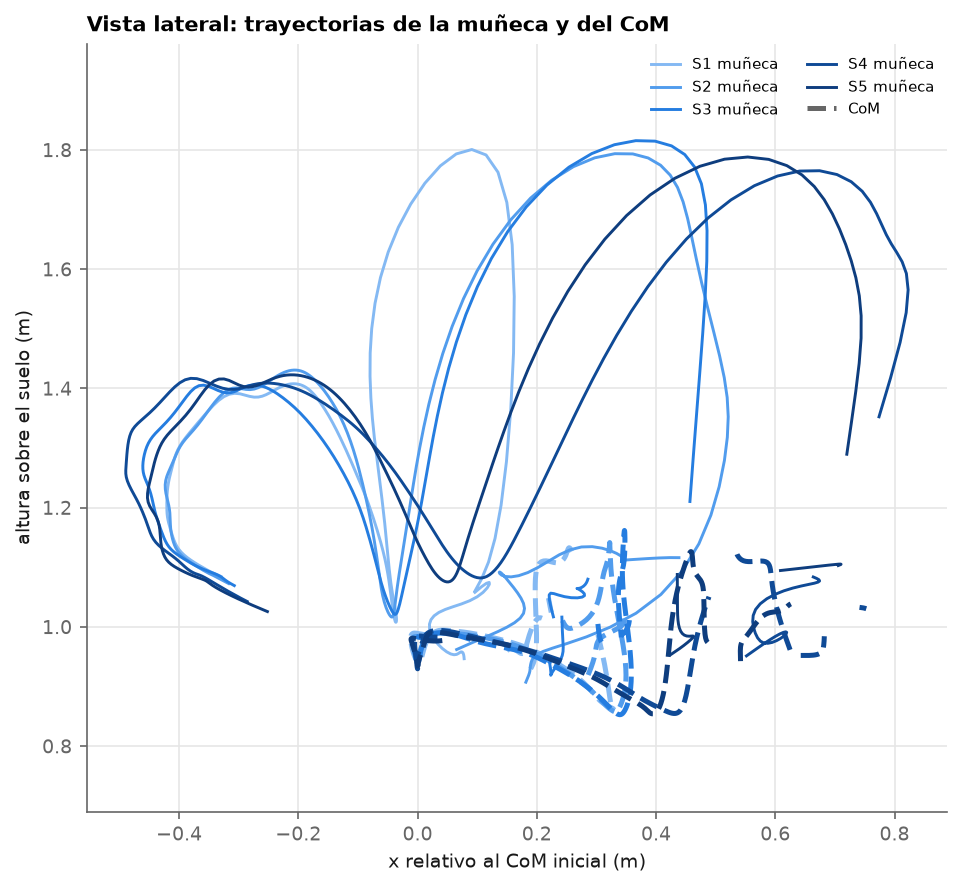 Vista lateral: trayectorias de la muñeca y del CoM
S1 muñeca
S2 muñeca
S3 muñeca
S4 muñeca
S5 muñeca
CoM
altura sobre el suelo (m)
1.8
1.6
1.4
1.2
1.0
0.8
−0.4
−0.2
0.0
0.2
0.4
0.6
0.8
x relativo al CoM inicial (m)